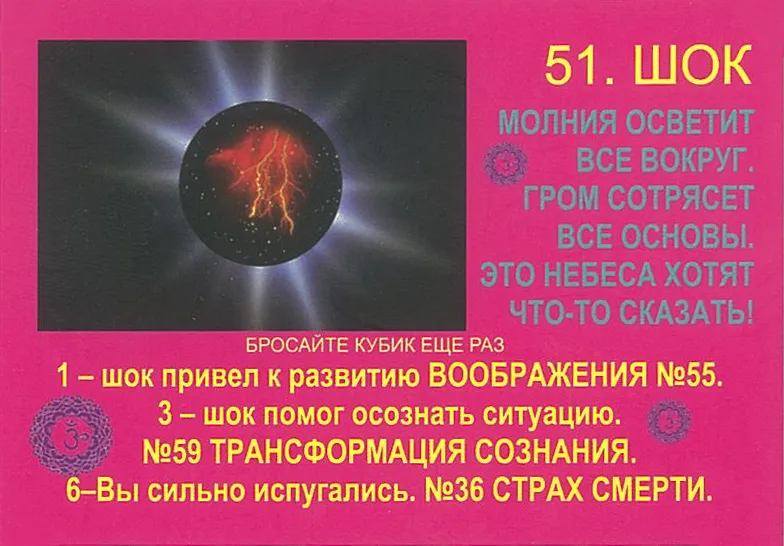 51. ШОК
МОЛНИЯ ОСВЕТИТ
ВСЕ ВОКРУГ.
ГРОМ СОТРЯСЕТ
ВСЕ ОСНОВЫ.
ЭТО НЕБЕСА ХОТЯТ
ЧТО-ТО СКАЗАТЬ!
БРОСАЙТЕ КУБИК ЕЩЕ РАЗ
1 – шок привел к развитию ВООБРАЖЕНИЯ №55.
3 – шок помог осознать ситуацию.
№59 ТРАНСФОРМАЦИЯ СОЗНАНИЯ.
6–Вы сильно испугались. №36 СТРАХ СМЕРТИ.
ॐ
ॐ
ॐ